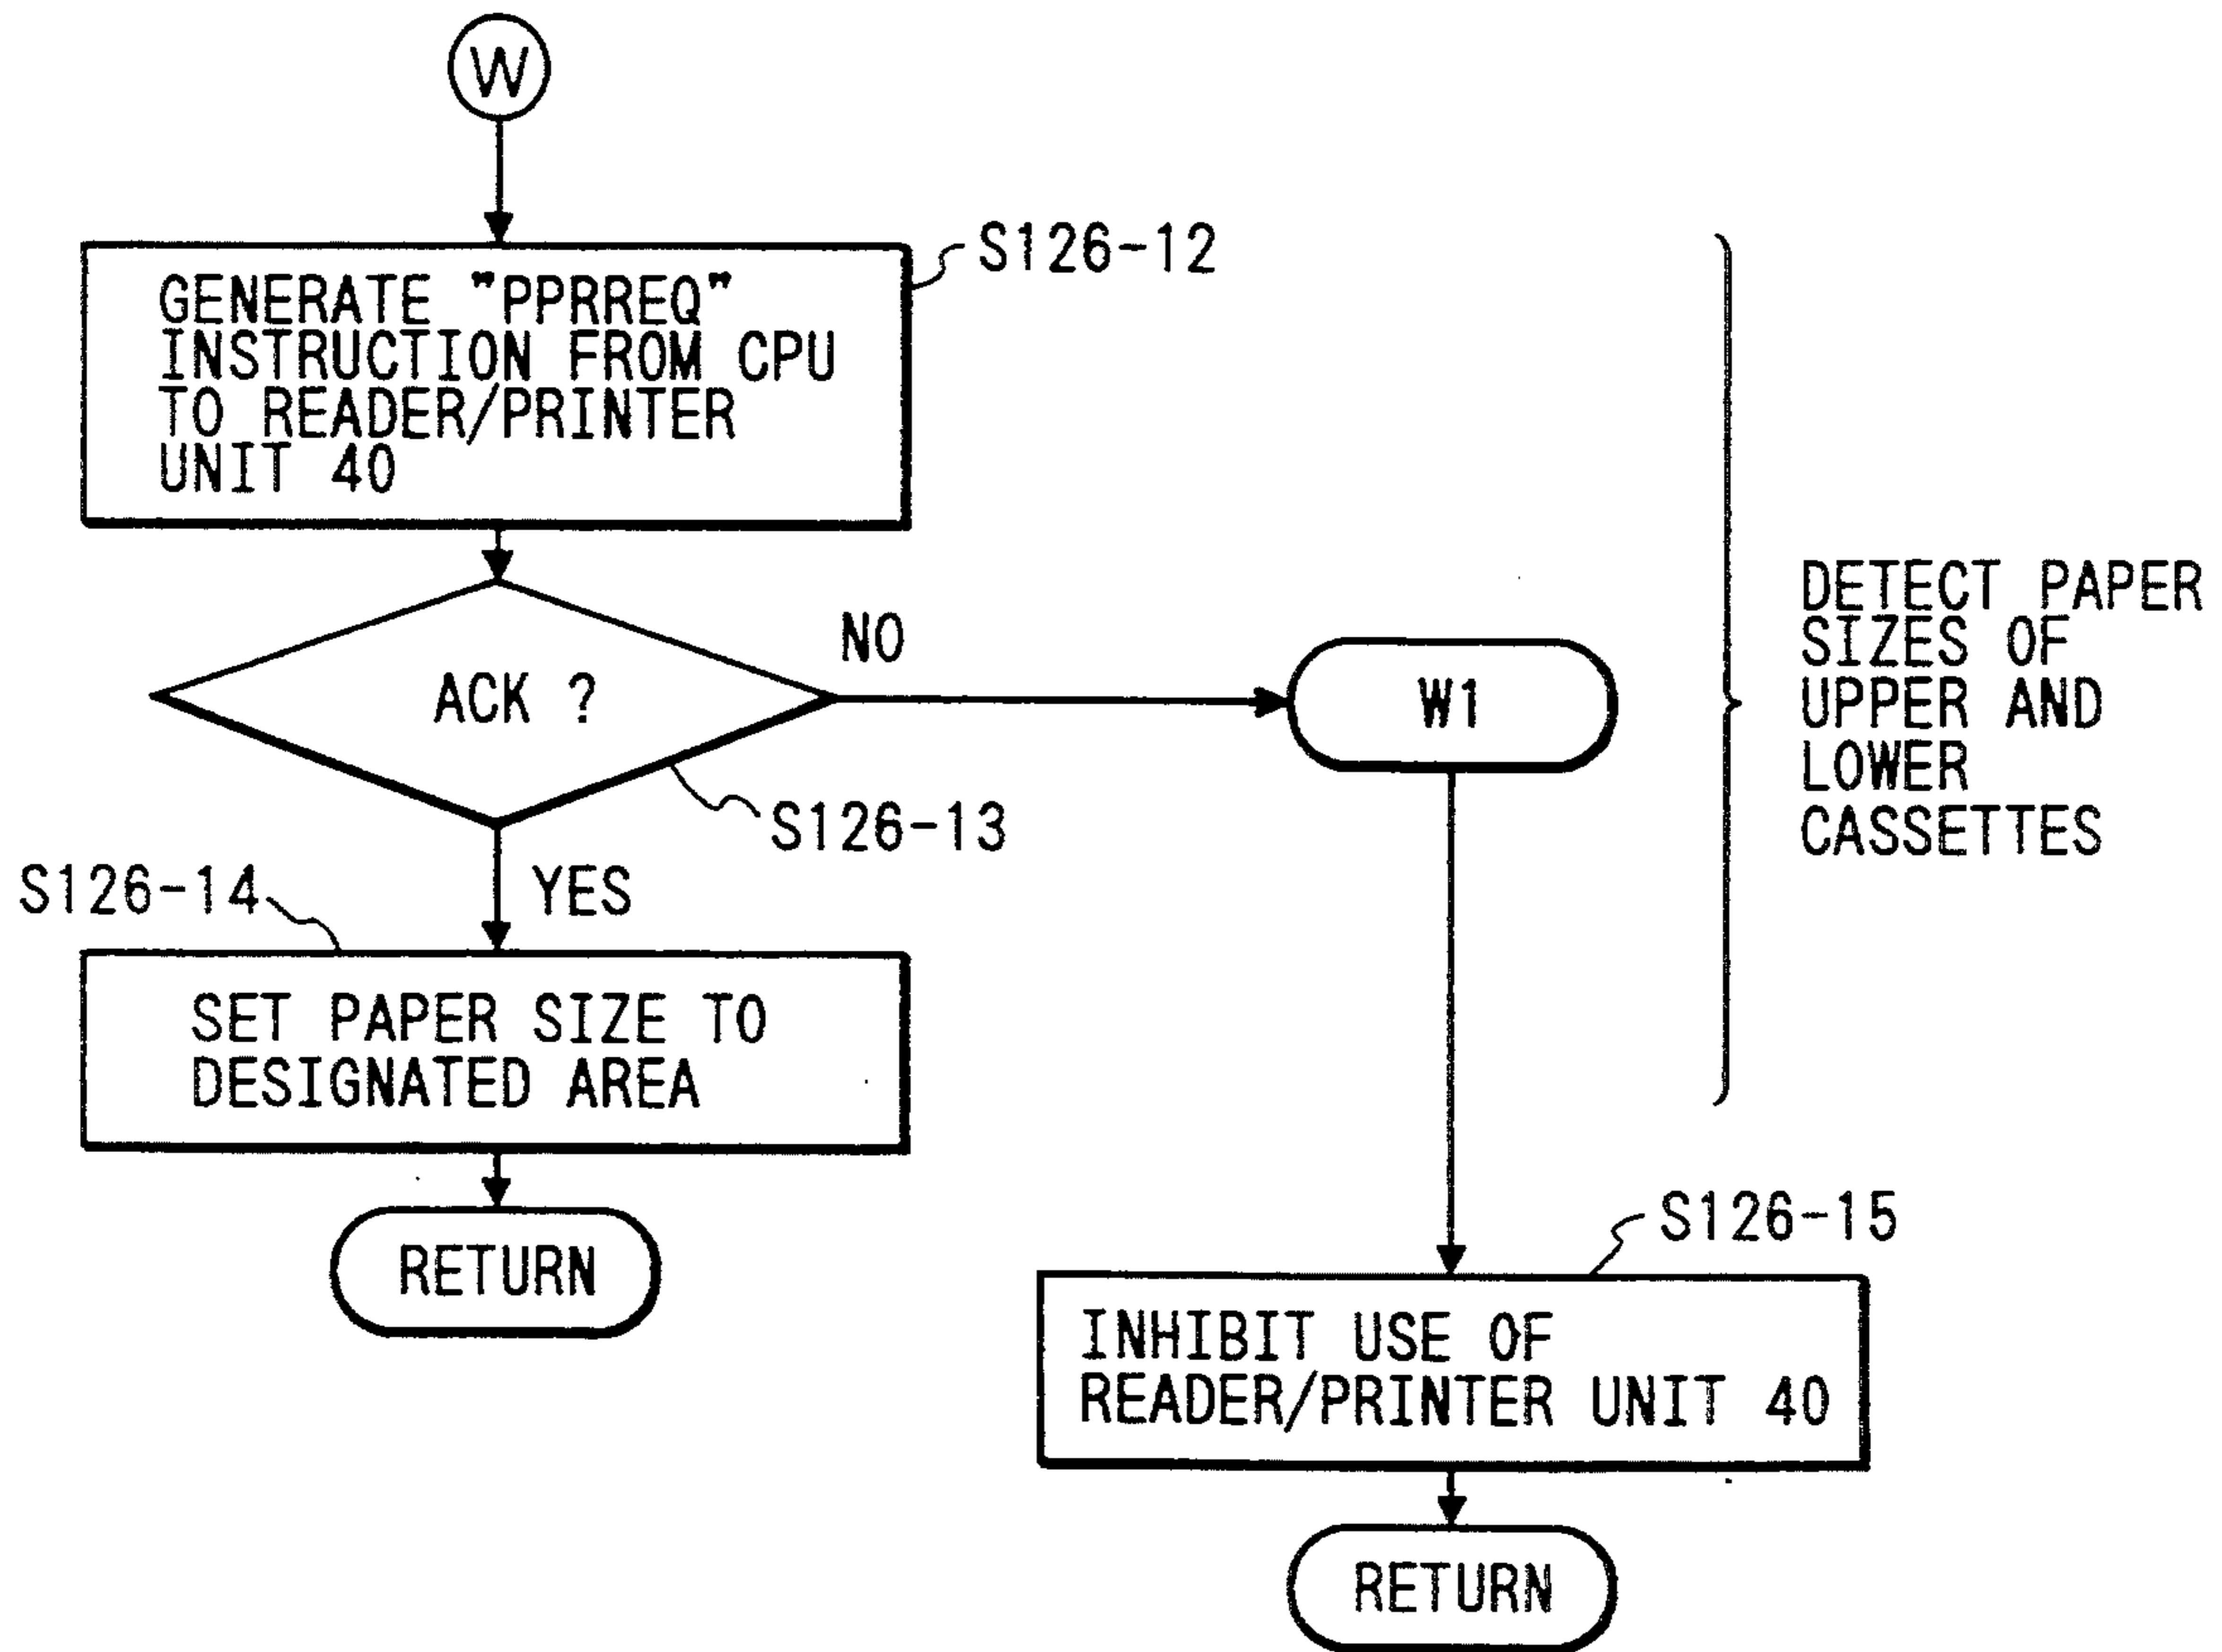 W
S126-12
GENERATE "PPRREQ"
INSTRUCTION FROM CPU
TO READER/PRINTER
UNIT 40
NO
ACK ?
W1
DETECT PAPER
SIZES OF
UPPER AND
LOWER
CASSETTES
S126-13
S126-14
YES
SET PAPER SIZE TO
DESIGNATED AREA
RETURN
S126-15
INHIBIT USE OF
READER/PRINTER UNIT 40
RETURN